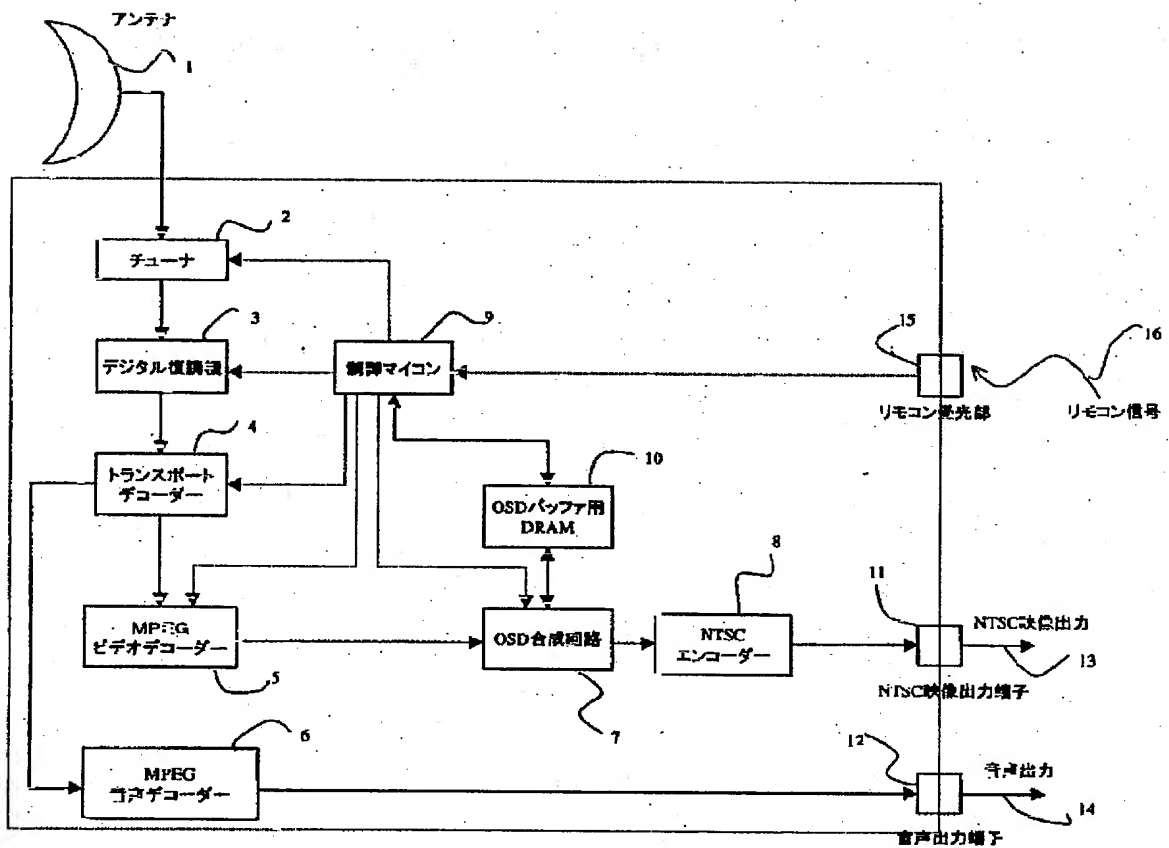 アンテナ
1
2
チューナ
3
デジタル復調器
9
制御マイコン
15
リモコン受光部
16
リモコン信号
4
トランスポート
デコーダー
10
OSDバッファ用
DRAM
MPEG
ビデオデコーダー
5
OSD合成回路
7
8
NTSC
エンコーダー
11
NTSC映像出力
13
NTSC映像出力端子
6
MPEG
音声デコーダー
12
音声出力
14
音声出力端子